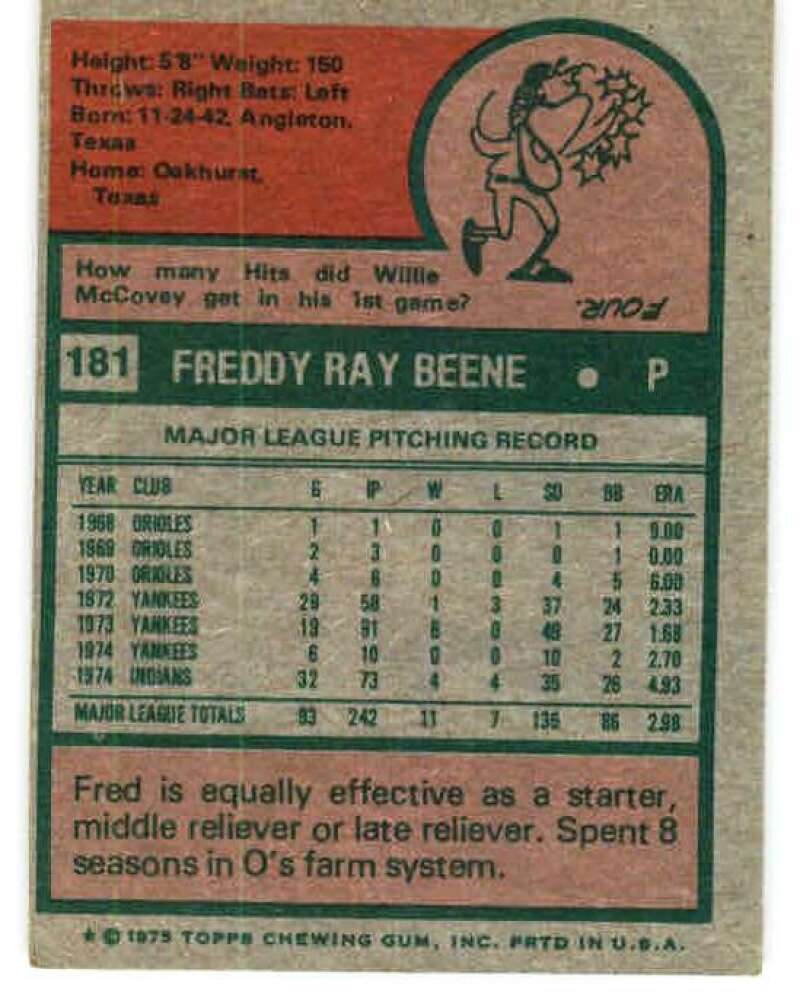 Height: 5'8" Weight: 150
Throws: Right Bats: Left
Born: 11-24-42, Angleton,
Texas
Home: Oakhurst,
Texas
How many Hits did Willie
McCovey get in his 1st game?
FOUR.
181 FREDDY RAY BEENE • P
MAJOR LEAGUE PITCHING RECORD
YEAR CLUB G IP W L SO BB ERA
1968 ORIOLES 1 1 0 0 1 1 9.00
1969 ORIOLES 2 3 0 0 0 1 0.00
1970 ORIOLES 4 6 0 0 4 5 6.00
1972 YANKEES 29 58 1 3 37 24 2.33
1973 YANKEES 19 91 6 0 49 27 1.68
1974 YANKEES 6 10 0 0 10 2 2.70
1974 INDIANS 32 73 4 4 35 26 4.93
MAJOR LEAGUE TOTALS 93 242 11 7 136 86 2.98
Fred is equally effective as a starter,
middle reliever or late reliever. Spent 8
seasons in O's farm system.
* © 1975 TOPPS CHEWING GUM, INC. PRTD IN U.S.A.